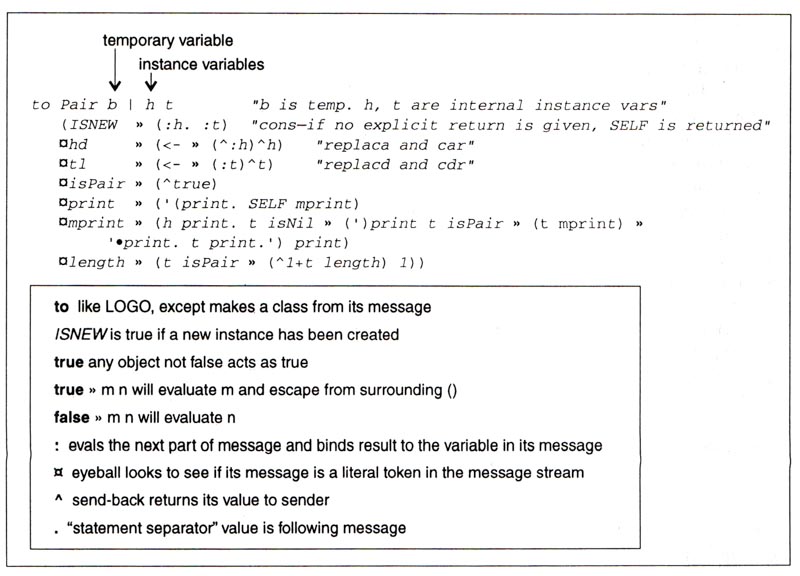 temporary variable
instance variables
to Pair b | h t "b is temp. h, t are internal instance vars"
(ISNEW » (:h. :t) "cons—if no explicit return is given, SELF is returned"
¤hd » (<- » (^:h)^h) "replaca and car"
¤tl » (<- » (:t)^t) "replacd and cdr"
¤isPair » (^true)
¤print » ('(print. SELF mprint)
¤mprint » (h print. t isNil » (')print t isPair » (t mprint) »
'•print. t print.') print)
¤length » (t isPair » (^1+t length) 1))
to like LOGO, except makes a class from its message
ISNEW is true if a new instance has been created
true any object not false acts as true
true » m n will evaluate m and escape from surrounding ()
false » m n will evaluate n
: evals the next part of message and binds result to the variable in its message
¤ eyeball looks to see if its message is a literal token in the message stream
^ send-back returns its value to sender
. "statement separator" value is following message